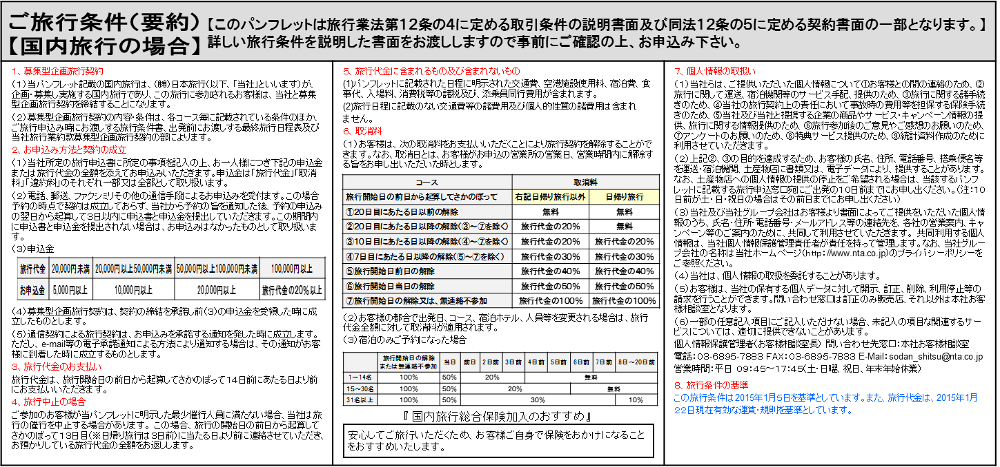 ご旅行条件(要約)
【国内旅行の場合】
【このパンフレットは旅行業法第12条の4に定める取引条件の説明書面及び同法12条の5に定める契約書面の一部となります。】
詳しい旅行条件を説明した書面をお渡ししますので事前にご確認の上、お申込み下さい。
1、募集型企画旅行契約
(1)当パンフレット記載の国内旅行は、(株)日本旅行(以下、「当社」といいます)が、
企画・募集し実施する国内旅行であり、この旅行に参加されるお客様は、当社と募集
型企画旅行契約を締結することになります。
(2)募集型企画旅行契約の内容・条件は、各コース毎に記載されている条件のほか、
ご旅行申込み時にお渡しする旅行条件書、出発前にお渡しする最終旅行日程表及び
当社旅行業約款募集型企画旅行契約の部によります。
2、お申込み方法と契約の成立
(1)当社所定の旅行申込書に所定の事項を記入の上、お一人様につき下記の申込金
または旅行代金の全額を添えてお申込みいただきます。申込金は「旅行代金」「取消
料」「違約料」のそれぞれ一部又は全部として取り扱います。
(2)電話、郵送、ファクシミリその他の通信手段によるお申込みを受付ます。この場合
予約の時点で契約は成立しておらず、当社から予約の旨を通知した後、予約の申込み
の翌日から起算して3日以内に申込書と申込金を提出していただきます。この期間内
に申込書と申込金を提出されない場合は、お申込みはなかったものとして取り扱いま
す。
(3)申込金
旅行代金 20,000円未満 20,000円以上50,000円未満 50,000円以上100,000円未満 100,000円以上
お申込金 5,000円以上 10,000円以上 20,000円以上 旅行代金の20%以上
(4)募集型企画旅行契約は、契約の締結を承諾し前(3)の申込金を受領した時に成
立したものとします。
(5)通信契約による旅行契約は、お申込みを承諾する通知を発した時に成立します。
ただし、e-mail等の電子承諾通知による方法により通知する場合は、その通知がお客
様に到着した時に成立するものとします。
3、旅行代金のお支払い
旅行代金は、旅行開始日の前日から起算してさかのぼって14日前にあたる日より前
にお支払いいただきます。
4、旅行中止の場合
ご参加のお客様が当パンフレットに明示した最少催行人員に満たない場合、当社は旅
行の催行を中止する場合があります。 この場合、旅行の開始日の前日から起算して
さかのぼって13日目(※日帰り旅行は3日前)に当たる日より前に連絡させていただき、
お預かりしている旅行代金の全額をお返しします。
5、旅行代金に含まれるもの及び含まれないもの
(1)パンフレットに記載された日程に明示された交通費、空港施設使用料、宿泊費、食
事代、入場料、消費税等の諸税及び、添乗員同行費用が含まれます。
(2)旅行日程に記載のない交通費等の諸費用及び個人的性質の諸費用は含まれ
ません。
6、取消料
(1)お客様は、次の取消料をお支払いいただくことにより旅行契約を解除することがで
きます。なお、取消日とは、お客様がお申込の営業所の営業日、営業時間内に解除す
る旨をお申し出いただいた時とします。
コース 取消料
旅行開始日の前日から起算してさかのぼって 右記日帰り旅行以外 日帰り旅行
①20日目にあたる日以前の解除 無料 無料
②20日目にあたる日以降の解除(③~⑦を除く) 旅行代金の20% 無料
③10日目にあたる日以降の解除(④~⑦を除く) 旅行代金の20% 旅行代金の20%
④7日目にあたる日以降の解除(⑤~⑦を除く) 旅行代金の30% 旅行代金の30%
⑤旅行開始日前日の解除 旅行代金の40% 旅行代金の40%
⑥旅行開始日当日の解除 旅行代金の50% 旅行代金の50%
⑦旅行開始日の解除又は、無連絡不参加 旅行代金の100% 旅行代金の100%
(2)お客様の都合で出発日、コース、宿泊ホテル、人員等を変更される場合は、旅行
代金全額に対して取消料が適用されます。
(3)宿泊のみご予約になった場合
旅行開始日の解除
または無連絡不参加 当日 前日 2日前 3日前 4日前 5日前 6日前 7日前 8日~20日前
1~14名 100% 50% 20% 無料
15~30名 100% 50% 20% 無料
31名以上 100% 50% 30% 10%
『 国内旅行総合保険加入のおすすめ』
安心してご旅行いただくため、お客様ご自身で保険をおかけになること
をおすすめいたします。
7、個人情報の取扱い
(1)当社らは、ご提供いただいた個人情報について①お客様との間の連絡のため、②
旅行に関して運送、宿泊機関等のサービス手配、提供のため、③旅行に関する諸手続
きのため、④当社の旅行契約上の責任において事故時の費用等を担保する保険手続
きのため、⑤当社及び当社と提携する企業の商品やサービス・キャンペーン情報の提
供、旅行に関する情報提供のため、⑥旅行参加後のご意見やご感想のお願いのため、
⑦アンケートのお願いのため、⑧特典サービス提供のため、⑨統計資料作成のために
利用させていただきます。
(2)上記②、③の目的を達成するため、お客様の氏名、住所、電話番号、搭乗便名等
を運送・宿泊機関、土産物店に書類又は、電子データにより、提供することがあります。
なお、土産物店への個人情報の提供の停止をご希望される場合は、当該するパンフ
レットに記載する旅行申込窓口宛にご出発の10日前までにお申し出ください。(注:10
日前が土・日・祝日の場合はその前日までにお申し出ください)
(3)当社及び当社グループ会社はお客様より書面によってご提供をいただいた個人情
報のうち、氏名・住所・電話番号・メールアドレス等の連絡先を、各社の営業案内、キャ
ンペーン等のご案内のために、共同して利用させていただきます。 共同利用する個人
情報は、当社個人情報保護管理責任者が責任を持って管理します。なお、当社グルー
プ会社の名称は当社ホームページ(http://www.nta.co.jp)のプライバシーポリシーを
ご参照ください。
(4)当社は、個人情報の取扱を委託することがあります。
(5)お客様は、当社の保有する個人データに対して開示、訂正、削除、利用停止等の
請求を行うことができます。問い合わせ窓口は訂正のみ販売店、それ以外は本社お客
様相談室となります。
(6)一部の任意記入項目にご記入いただけない場合、未記入の項目な関連するサー
ビスについては、適切に提供できないことがあります。
個人情報保護管理者(お客様相談室長) 問い合わせ先窓口:本社お客様相談室
電話:03-6895-7883 FAX:03-6895-7833 E-Mail:sodan_shitsu@nta.co.jp
営業時間:平日 09:45~17:45(土・日曜、祝日、年末年始休業)
8、旅行条件の基準
この旅行条件は2015年1月5日を基準としています。また、旅行代金は、2015年1月
22日現在有効な運賃・規則を基準としています。